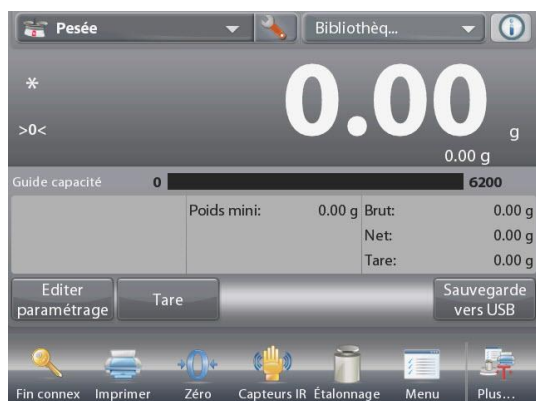 Pesée
Bibliothèq...
*
>0<
0.00 g
0.00 g
Guide capacité 0 6200
Poids mini: 0.00 g Brut: 0.00 g
Net: 0.00 g
Tare: 0.00 g
Editer paramétrage
Tare
Sauvegarde vers USB
Fin connex Imprimer Zéro Capteurs IR Étalonnage Menu Plus...